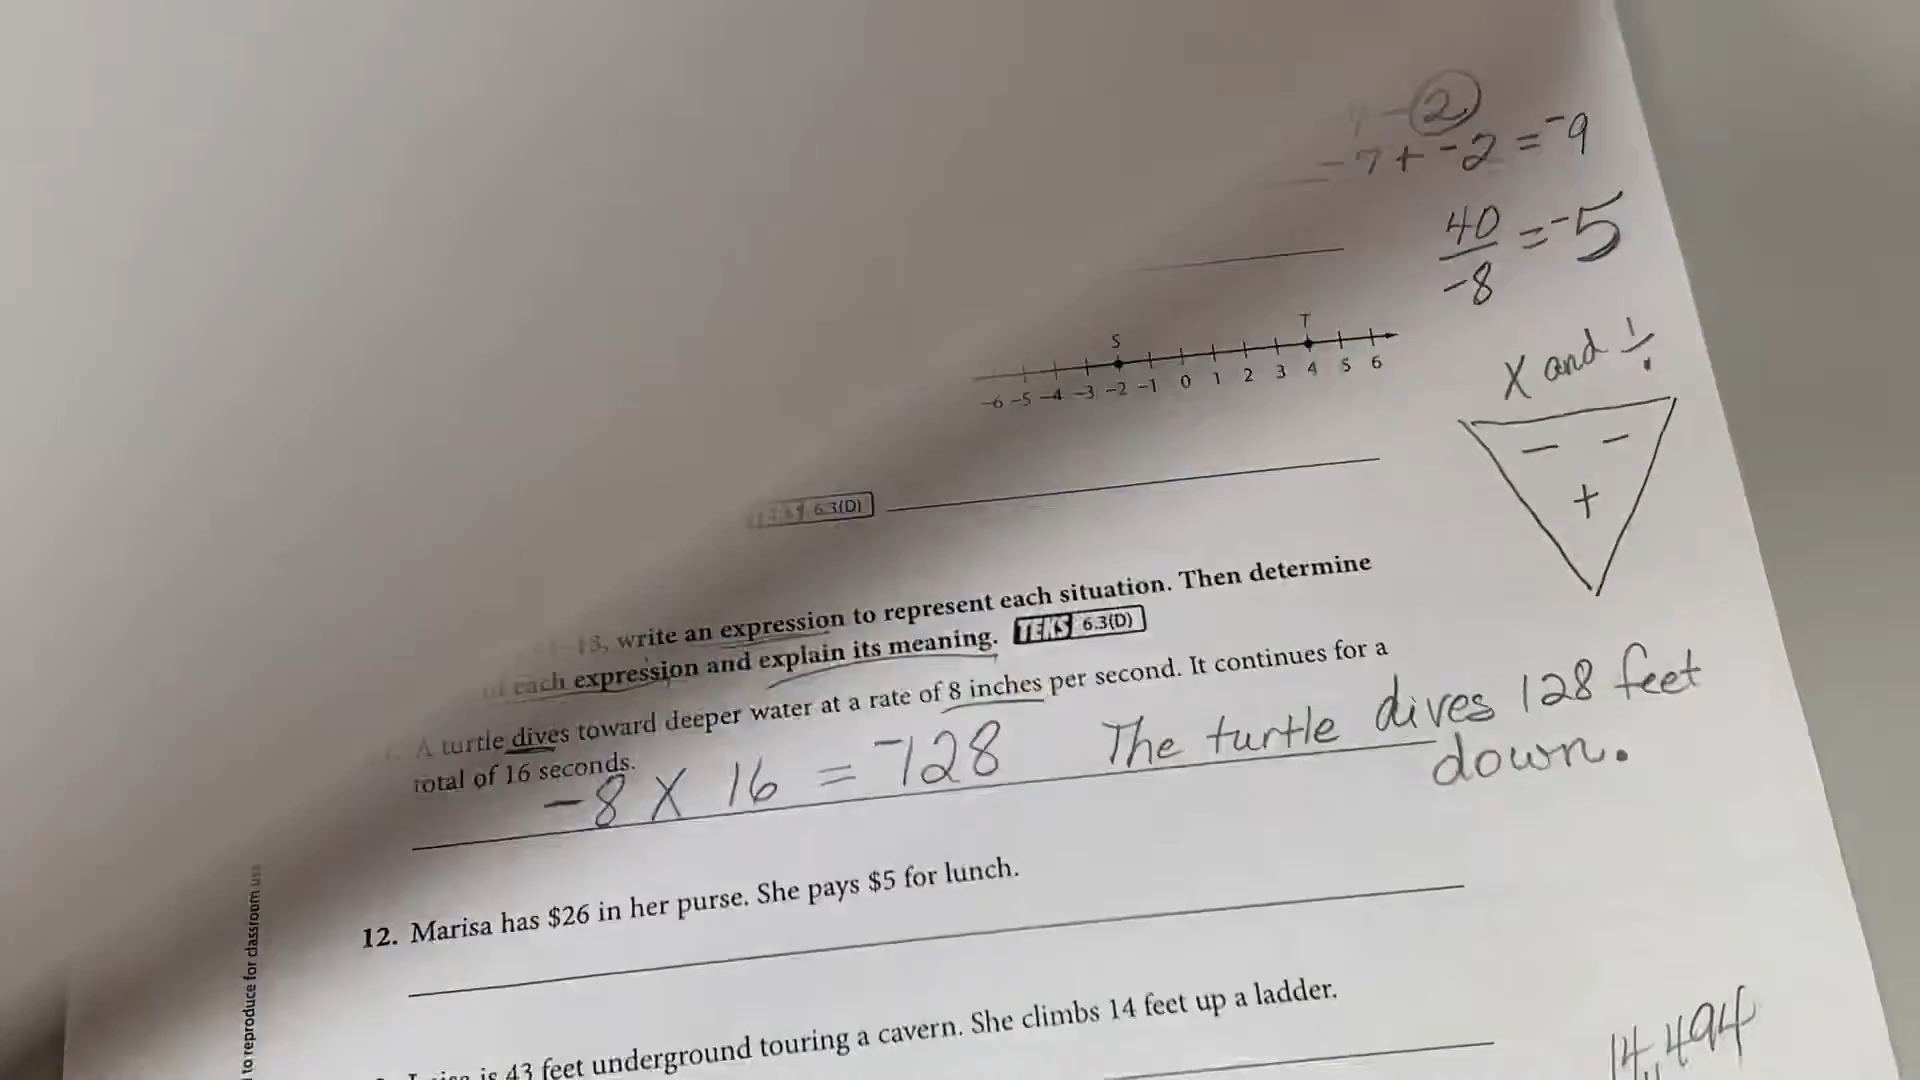 -2
-7 + -2 = -9
40
-8
= -5
S T
-6 -5 -4 -3 -2 -1 0 1 2 3 4 5 6
X and ÷
- -
+
TEKS 6.3(D)
13, write an expression to represent each situation. Then determine
each expression and explain its meaning. TEKS 6.3(D)
A turtle dives toward deeper water at a rate of 8 inches per second. It continues for a
total of 16 seconds.
-8 X 16 = -128 The turtle dives 128 feet
down.
12. Marisa has $26 in her purse. She pays $5 for lunch.
is 43 feet underground touring a cavern. She climbs 14 feet up a ladder.
14,494
to reproduce for classroom use